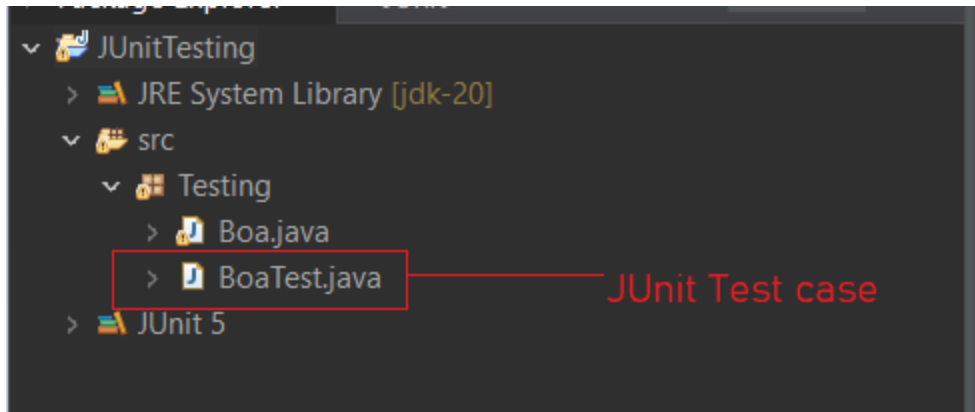 JUnitTesting
JRE System Library [jdk-20]
src
Testing
Boa.java
BoaTest.java
JUnit Test case
JUnit 5